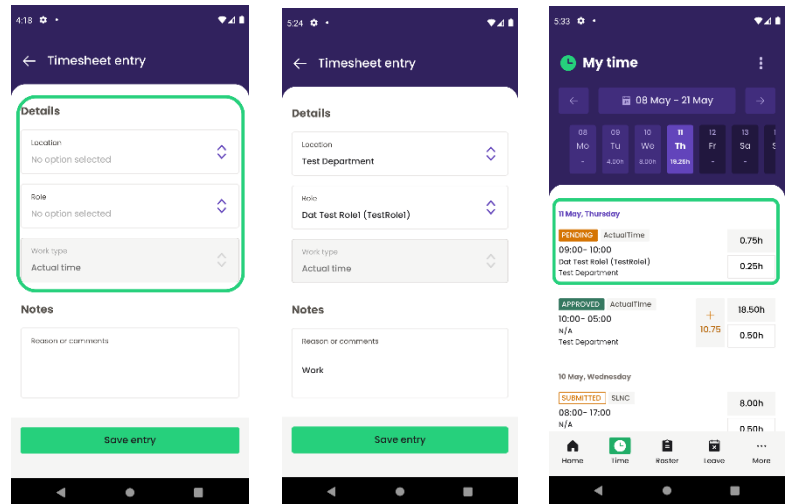 4:18
Timesheet entry
Details
Location
No option selected
Role
No option selected
Work type
Actual time
Notes
Reason or comments
Save entry
5:24
Timesheet entry
Details
Location
Test Department
Role
Dat Test Role1 (TestRole1)
Work type
Actual time
Notes
Reason or comments
Work
Save entry
5:33
My time
08 May - 21 May
08 09 10 11 12 13 1
Mo Tu We Th Fr Sa S
- 4.00h 8.00h 19.25h - -
11 May, Thursday
PENDING ActualTime
0.75h
09:00- 10:00
Dat Test Role1 (TestRole1)
0.25h
Test Department
APPROVED ActualTime
18.50h
10:00- 05:00
+ 10.75
N/A
0.50h
Test Department
10 May, Wednesday
SUBMITTED SLNC
8.00h
08:00- 17:00
N/A
0.50h
Home Time Roster Leave More